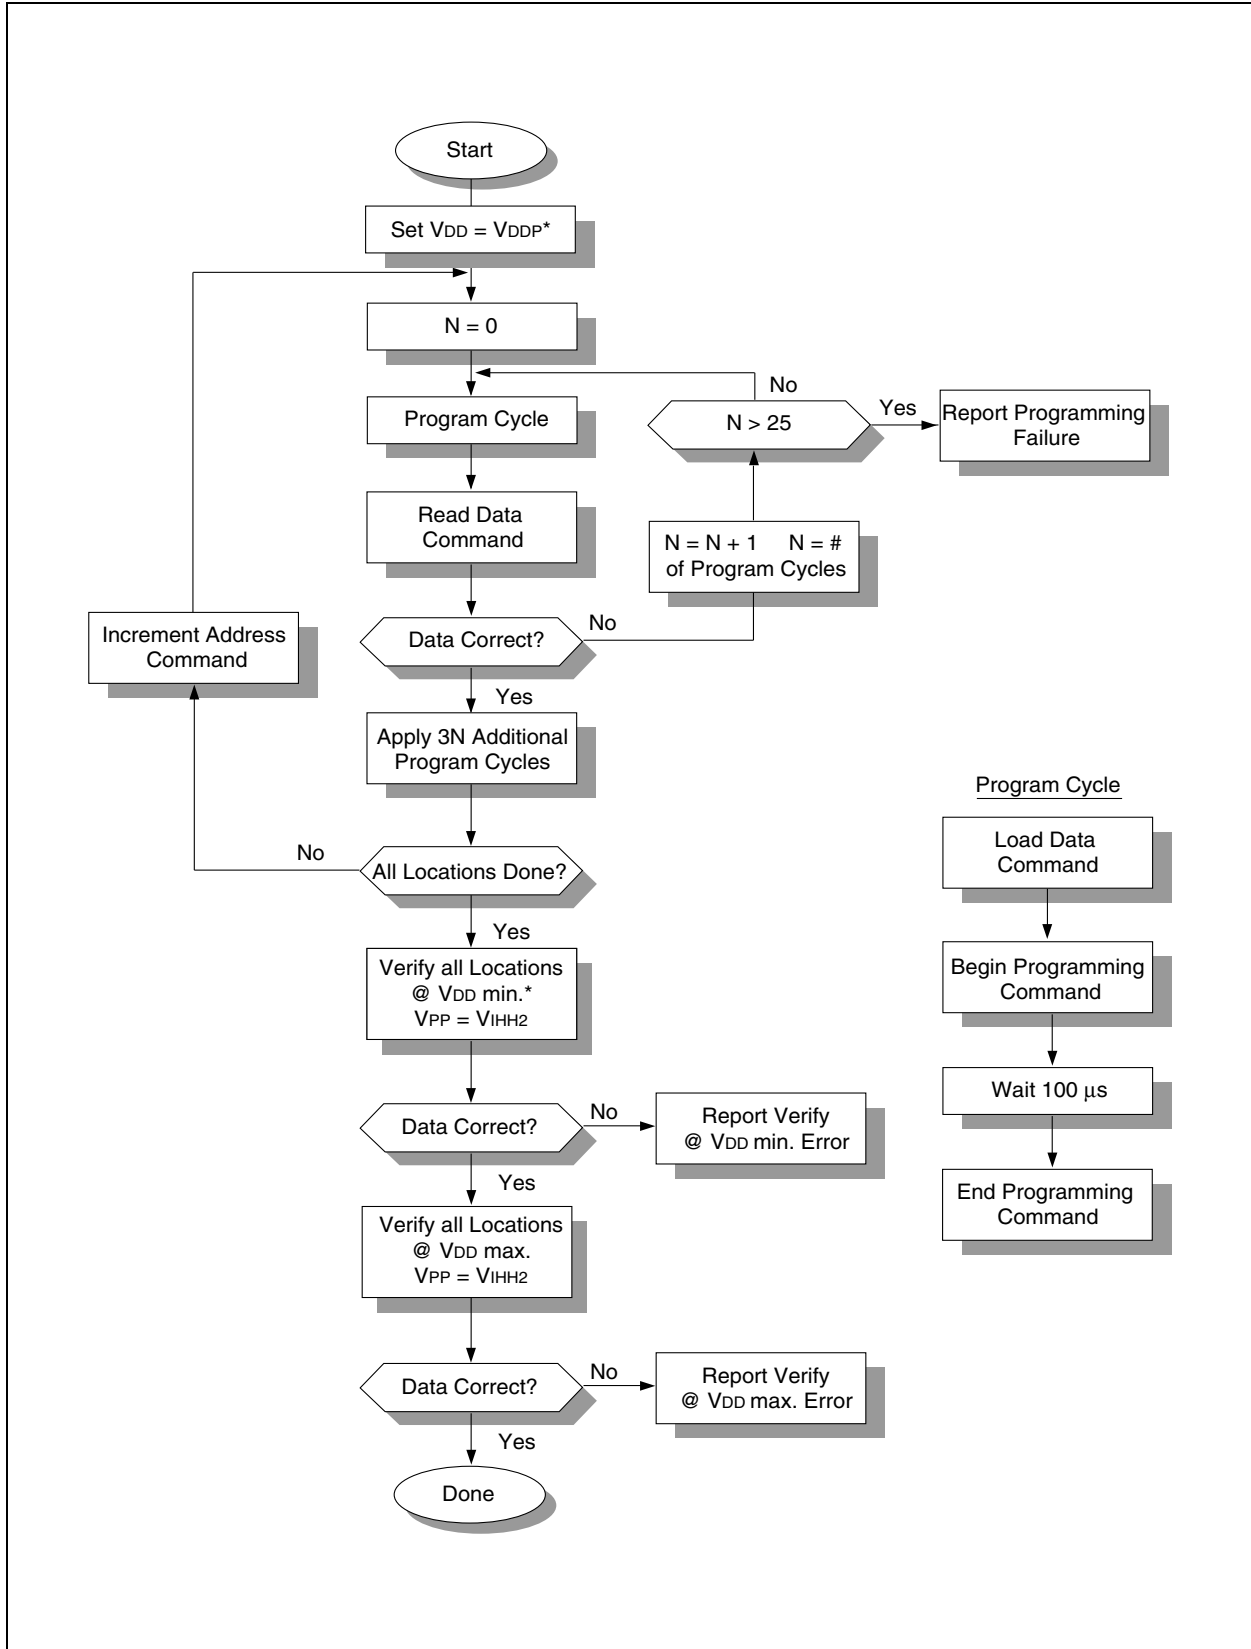 Start
Set VDD = VDDP*
N = 0
No
Program Cycle
N > 25
Yes
Report Programming
Failure
Read Data
Command
N = N + 1 N = #
of Program Cycles
Increment Address
Command
Data Correct?
No
Yes
Apply 3N Additional
Program Cycles
No
All Locations Done?
Yes
Verify all Locations
@ VDD min.*
VPP = VIHH2
Data Correct?
No
Report Verify
@ VDD min. Error
Yes
Verify all Locations
@ VDD max.
VPP = VIHH2
Data Correct?
No
Report Verify
@ VDD max. Error
Yes
Done
Program Cycle
Load Data
Command
Begin Programming
Command
Wait 100 µs
End Programming
Command